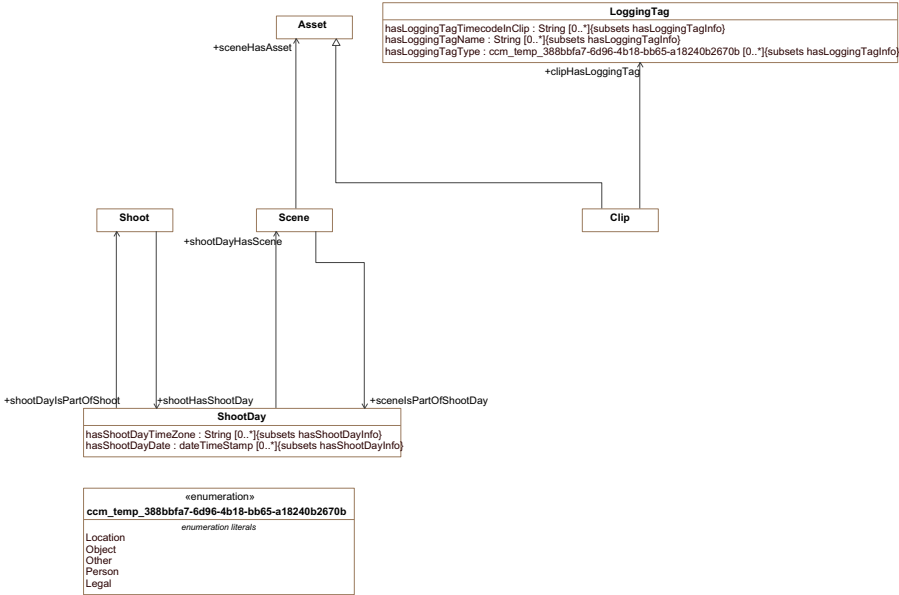 LoggingTag
hasLoggingTagTimecodeInClip : String [0..*]{subsets hasLoggingTagInfo}
hasLoggingTagName : String [0..*]{subsets hasLoggingTagInfo}
hasLoggingTagType : ccm_temp_388bbfa7-6d96-4b18-bb65-a18240b2670b [0..*]{subsets hasLoggingTagInfo}
Asset
+sceneHasAsset
+clipHasLoggingTag
Shoot
Scene
Clip
+shootDayHasScene
+shootDayIsPartOfShoot
+shootHasShootDay
+sceneIsPartOfShootDay
ShootDay
hasShootDayTimeZone : String [0..*]{subsets hasShootDayInfo}
hasShootDayDate : dateTimeStamp [0..*]{subsets hasShootDayInfo}
«enumeration»
ccm_temp_388bbfa7-6d96-4b18-bb65-a18240b2670b
enumeration literals
Location
Object
Other
Person
Legal